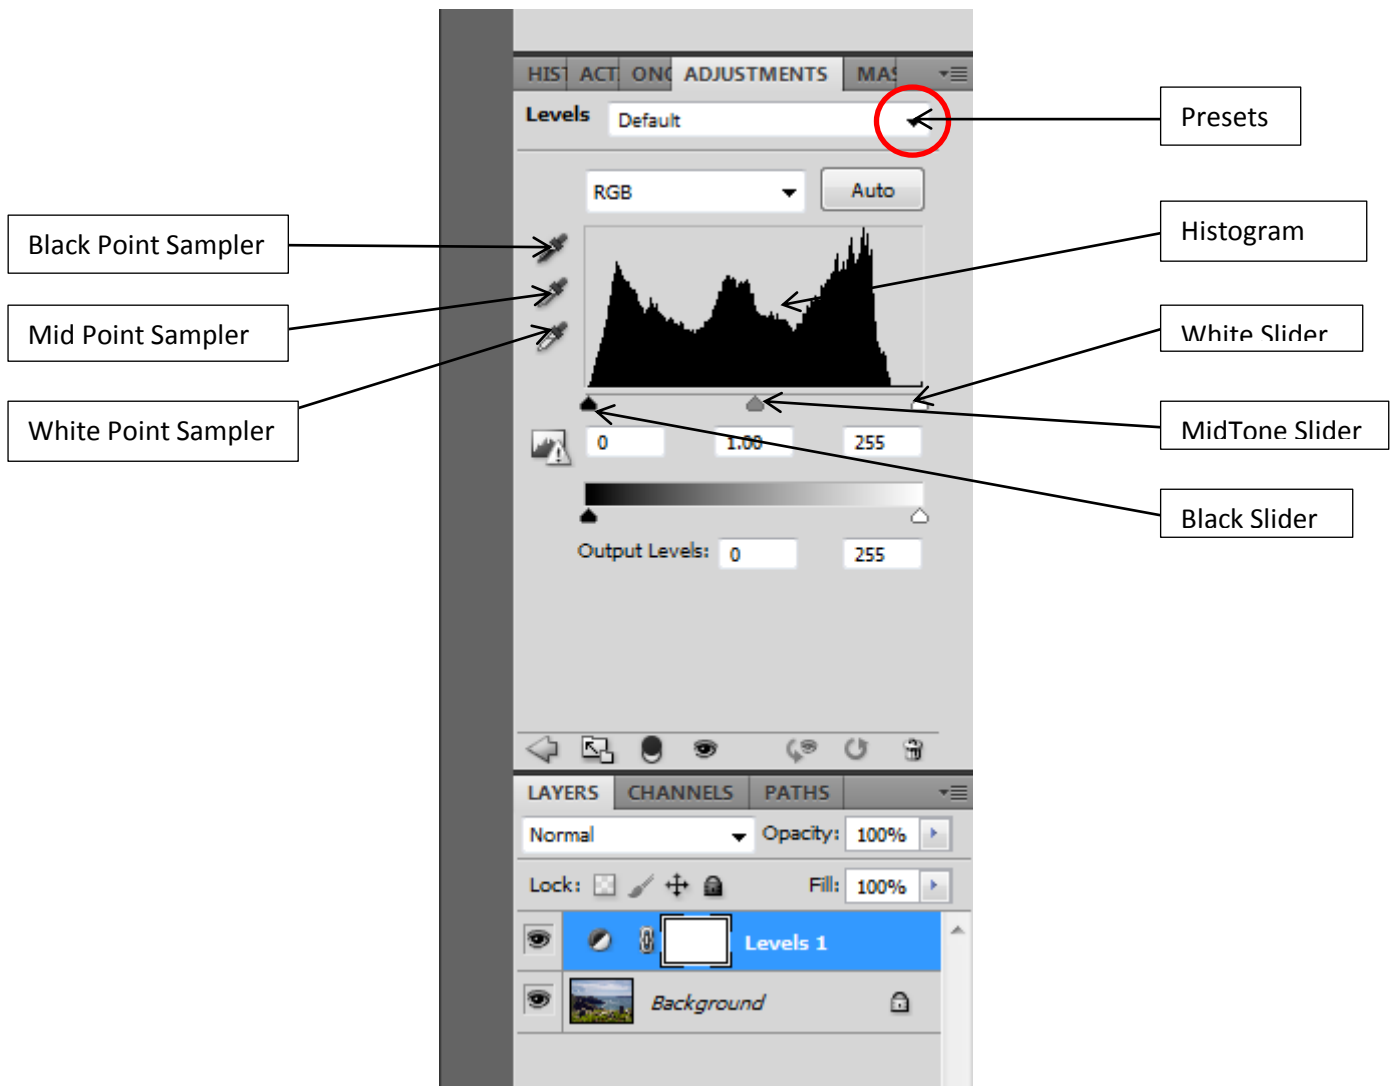 HIST ACT ONG ADJUSTMENTS MAS
Levels Default
Presets
RGB Auto
Black Point Sampler
Histogram
Mid Point Sampler
White Slider
White Point Sampler
MidTone Slider
0 1.00 255
Black Slider
Output Levels: 0 255
LAYERS CHANNELS PATHS
Normal Opacity: 100%
Lock: Fill: 100%
Levels 1
Background